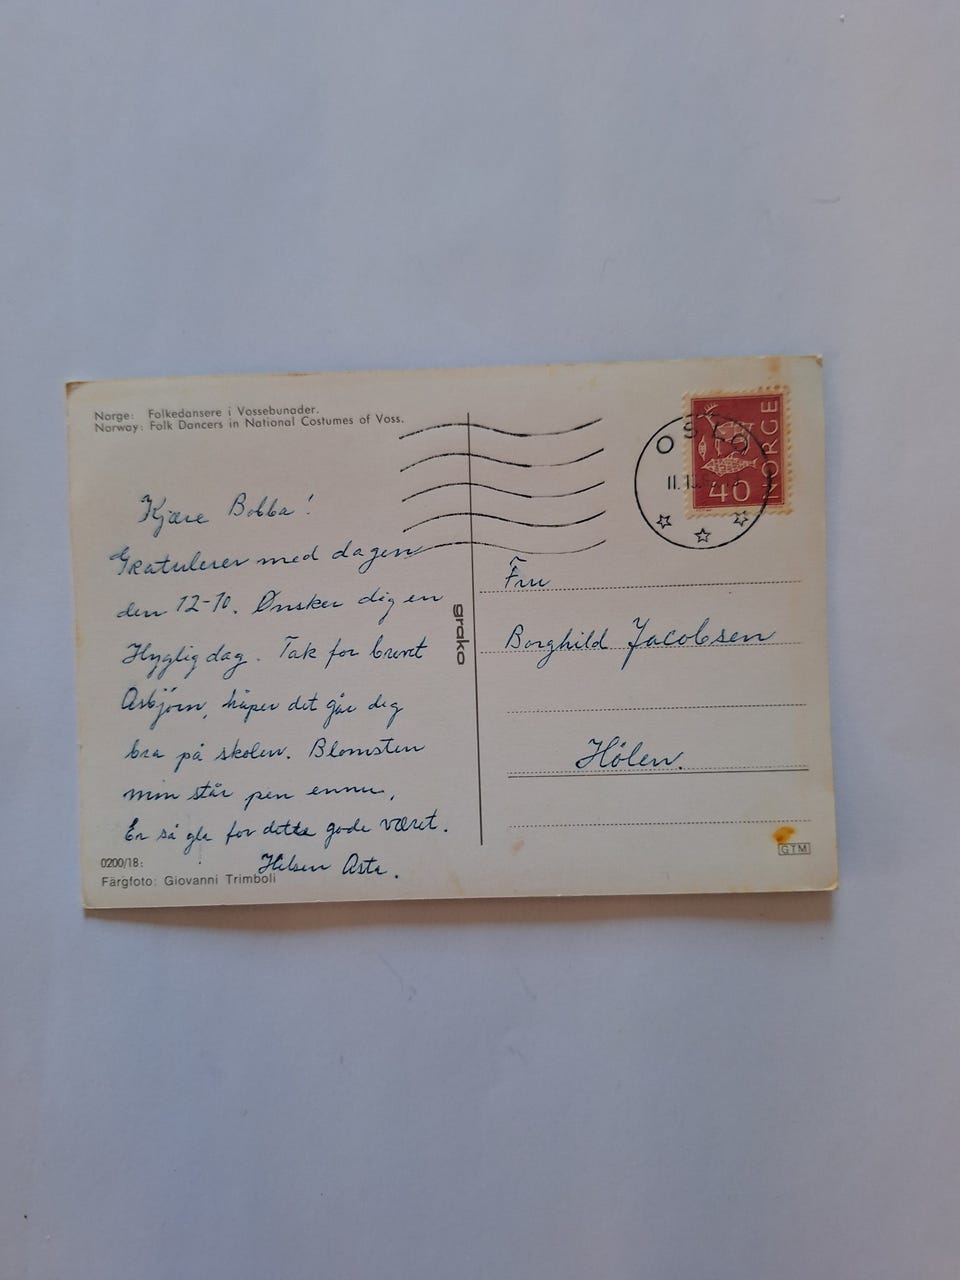 Norge: Folkedansere i Vossebunader.
Norway: Folk Dancers in National Costumes of Voss.
Kjære Bobba!
Gratulerer med dagen
den 12-10. Ønsker dig en
Hyglig dag. Tak for brevet
Asbjørn, håper det går dig
bra på skolen. Blomsten
min står pen ennu,
Er så gla for dette gode været.
Hilsen Asta.
0200/18:
Färgfoto: Giovanni Trimboli
grako
OSLO
NORGE
40
Fru
Borghild Jacobsen
Hølen.
GTM